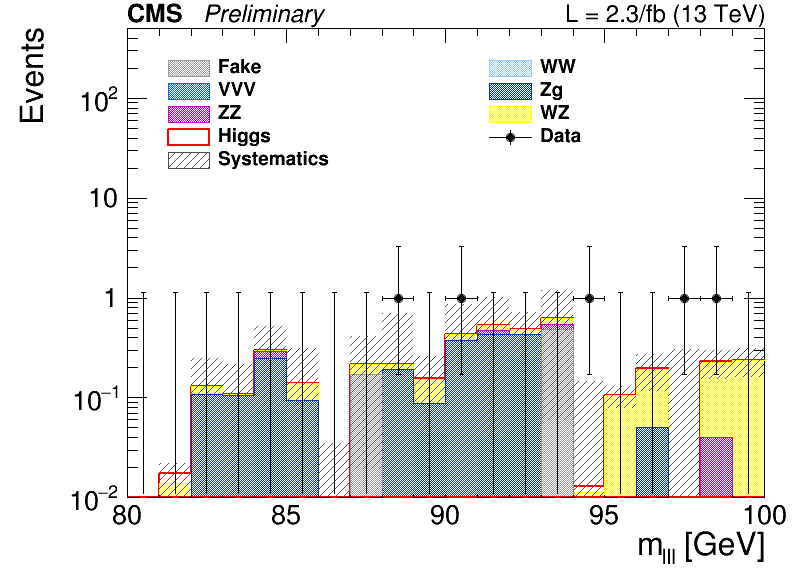 CMS Preliminary L = 2.3/fb (13 TeV)
Events
Fake WW
VVV Zg
ZZ WZ
Higgs Data
Systematics
10²
10
1
10⁻¹
10⁻²
80 85 90 95 100
m_lll [GeV]